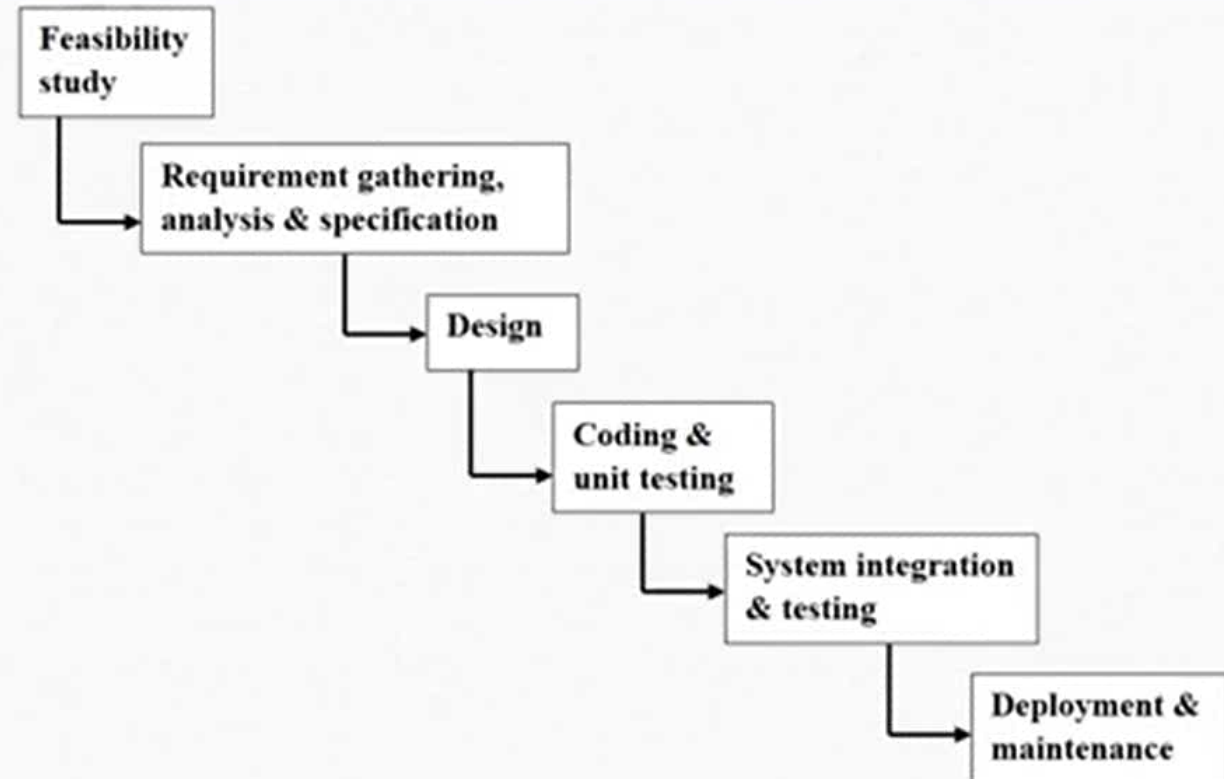 Feasibility
study
Requirement gathering,
analysis & specification
Design
Coding &
unit testing
System integration
& testing
Deployment &
maintenance